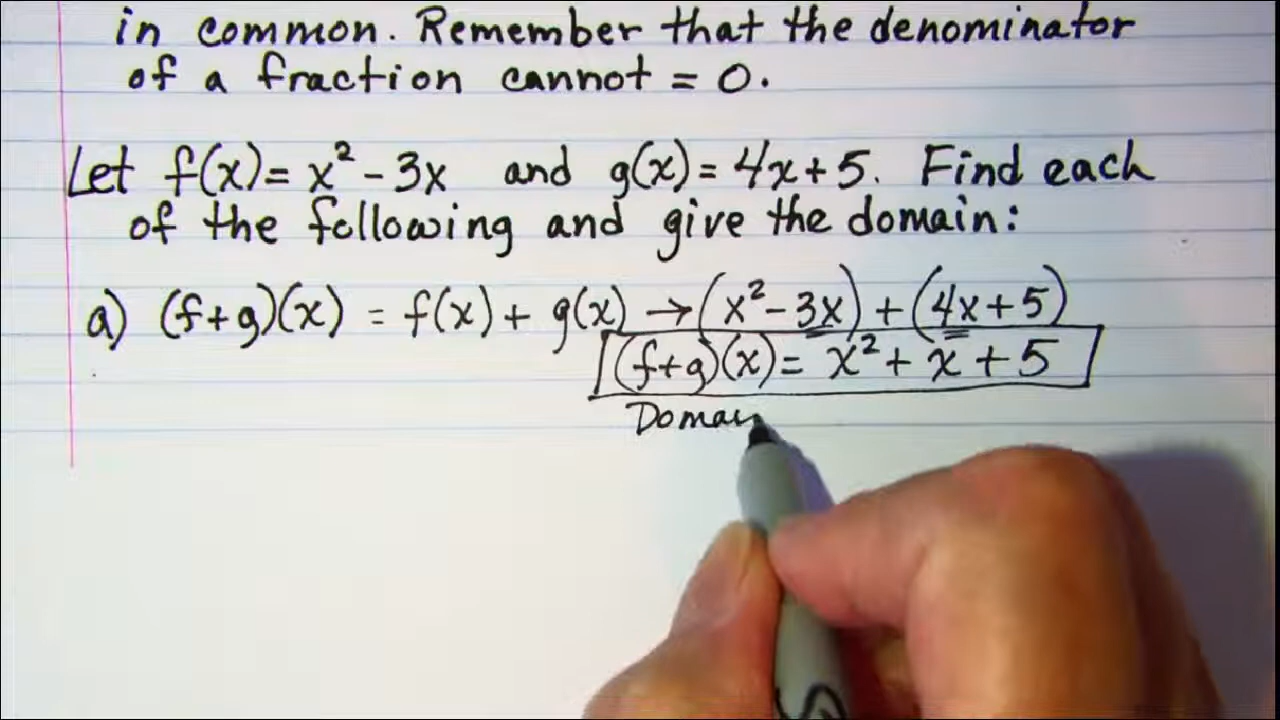 in common. Remember that the denominator
of a fraction cannot = 0.
Let f(x) = x² - 3x and g(x) = 4x + 5. Find each
of the following and give the domain:
a) (f+g)(x) = f(x) + g(x) → (x² - 3x) + (4x + 5)
(f+g)(x) = x² + x + 5
Domai